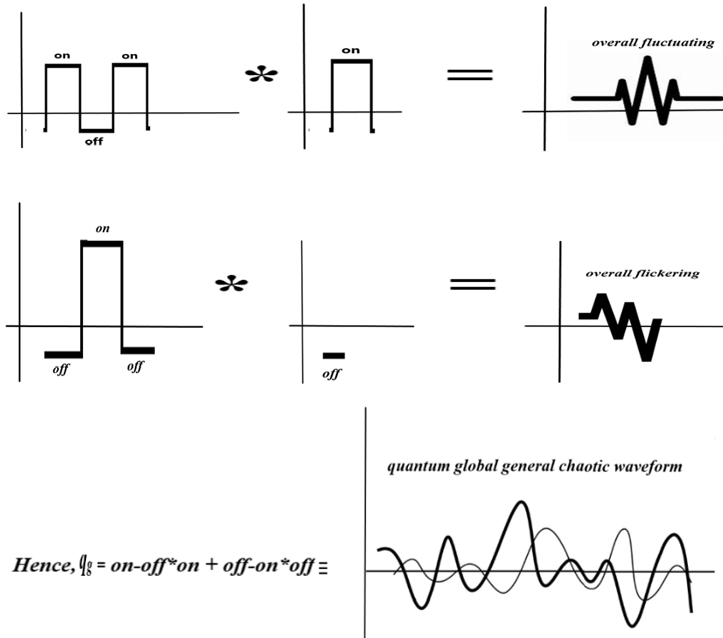 on on * on = overall fluctuating
off
on * = overall flickering
off off off
quantum global general chaotic waveform
Hence, qg = on-off*on + off-on*off ≡